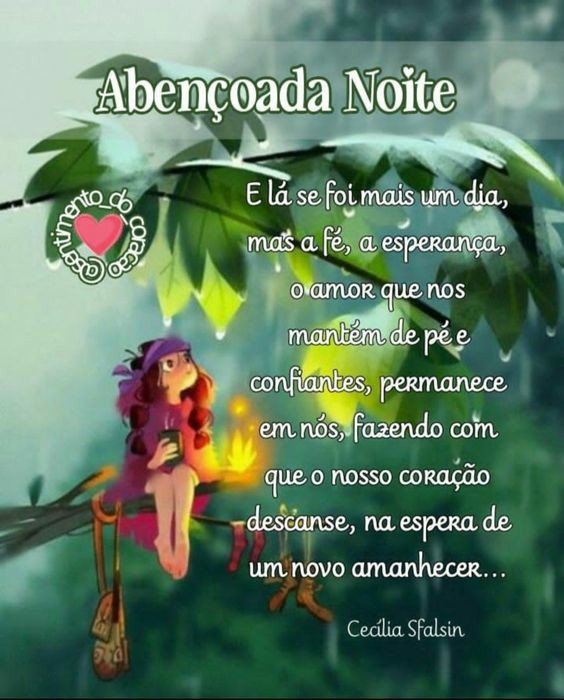 Abençoada Noite
@sentimento_do_coracao
E lá se foi mais um dia,
mas a fé, a esperança,
o amor que nos
mantém de pé e
confiantes, permanece
em nós, fazendo com
que o nosso coração
descanse, na espera de
um novo amanhecer...
Cecília Sfalsin